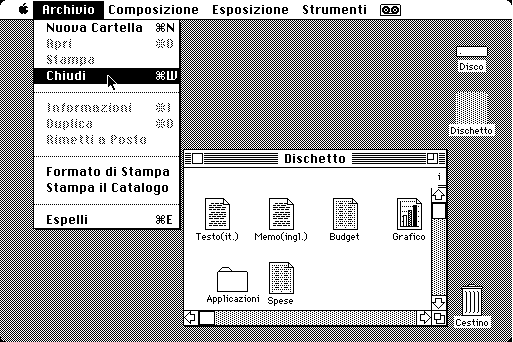 Archivio Composizione Esposizione Strumenti
Nuova Cartella ⌘N
Apri ⌘O
Stampa
Chiudi ⌘W
Informazioni ⌘I
Duplica ⌘D
Rimetti a Posto
Formato di Stampa
Stampa il Catalogo
Espelli ⌘E
Disco
Dischetto
Dischetto
i
Testo(it.) Memo(ingl.) Budget Grafico
Applicazioni Spese
Cestino